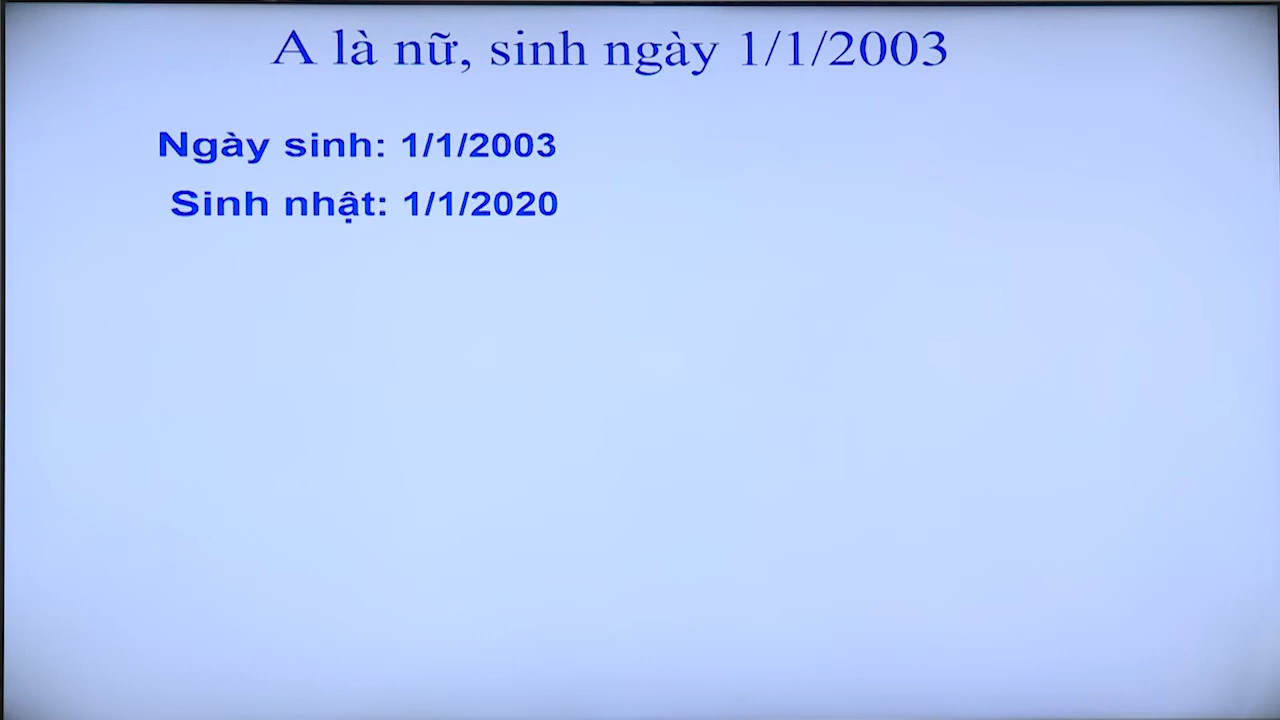 A là nữ, sinh ngày 1/1/2003
Ngày sinh: 1/1/2003
Sinh nhật: 1/1/2020